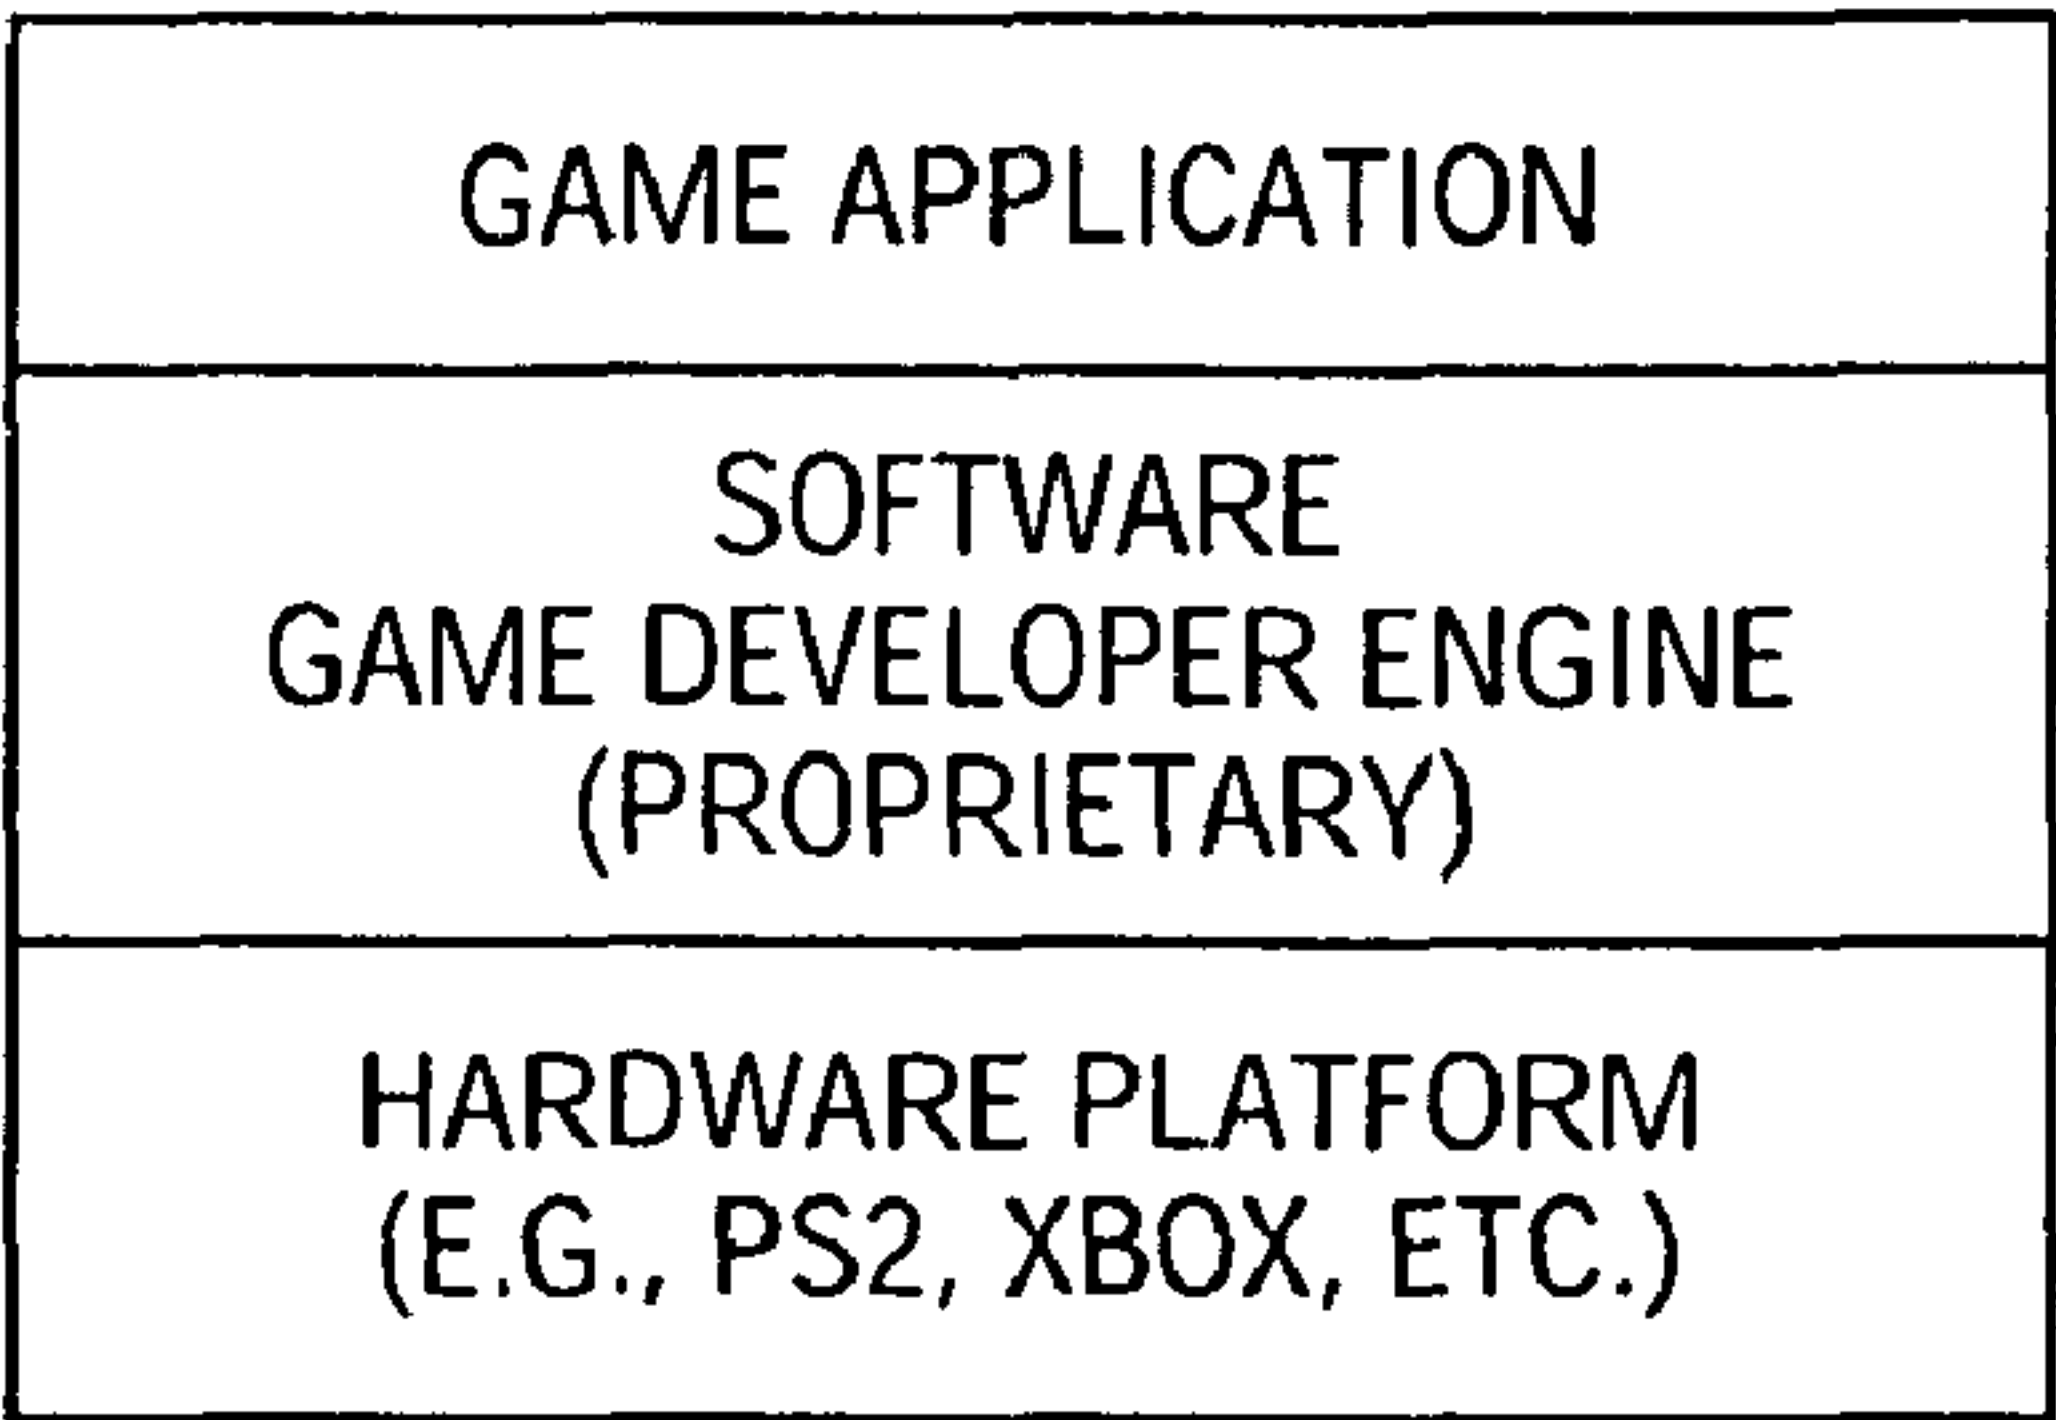 GAME APPLICATION
SOFTWARE
GAME DEVELOPER ENGINE
(PROPRIETARY)
HARDWARE PLATFORM
(E.G., PS2, XBOX, ETC.)